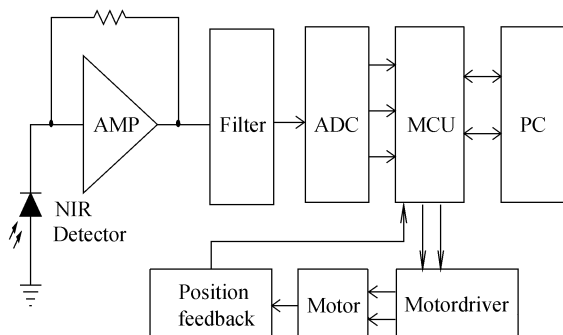 AMP
Filter
ADC
MCU
PC
NIR
Detector
Position
feedback
Motor
Motordriver